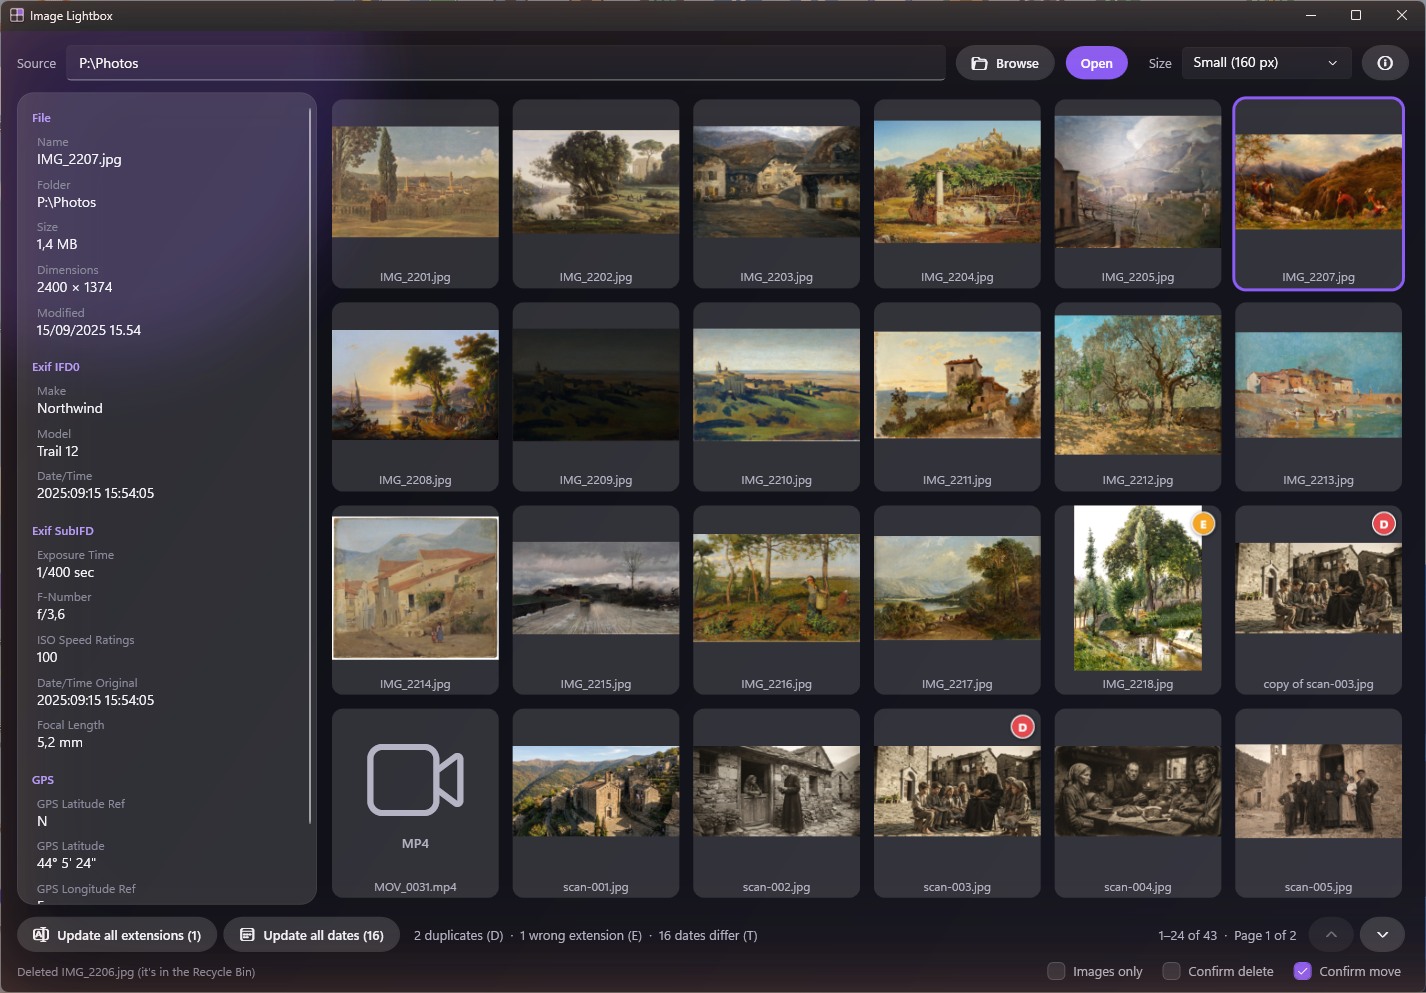 Image Lightbox
Source
P:\Photos
Browse
Open
Size
Small (160 px)
File
Name
IMG_2207.jpg
Folder
P:\Photos
Size
1,4 MB
Dimensions
2400 × 1374
Modified
15/09/2025 15.54
Exif IFD0
Make
Northwind
Model
Trail 12
Date/Time
2025:09:15 15:54:05
Exif SubIFD
Exposure Time
1/400 sec
F-Number
f/3,6
ISO Speed Ratings
100
Date/Time Original
2025:09:15 15:54:05
Focal Length
5,2 mm
GPS
GPS Latitude Ref
N
GPS Latitude
44° 5' 24"
GPS Longitude Ref
IMG_2201.jpg
IMG_2202.jpg
IMG_2203.jpg
IMG_2204.jpg
IMG_2205.jpg
IMG_2207.jpg
IMG_2208.jpg
IMG_2209.jpg
IMG_2210.jpg
IMG_2211.jpg
IMG_2212.jpg
IMG_2213.jpg
IMG_2214.jpg
IMG_2215.jpg
IMG_2216.jpg
IMG_2217.jpg
E
IMG_2218.jpg
D
copy of scan-003.jpg
MP4
MOV_0031.mp4
scan-001.jpg
scan-002.jpg
D
scan-003.jpg
scan-004.jpg
scan-005.jpg
Update all extensions (1)
Update all dates (16)
2 duplicates (D) · 1 wrong extension (E) · 16 dates differ (T)
1–24 of 43 · Page 1 of 2
Deleted IMG_2206.jpg (it's in the Recycle Bin)
Images only
Confirm delete
Confirm move